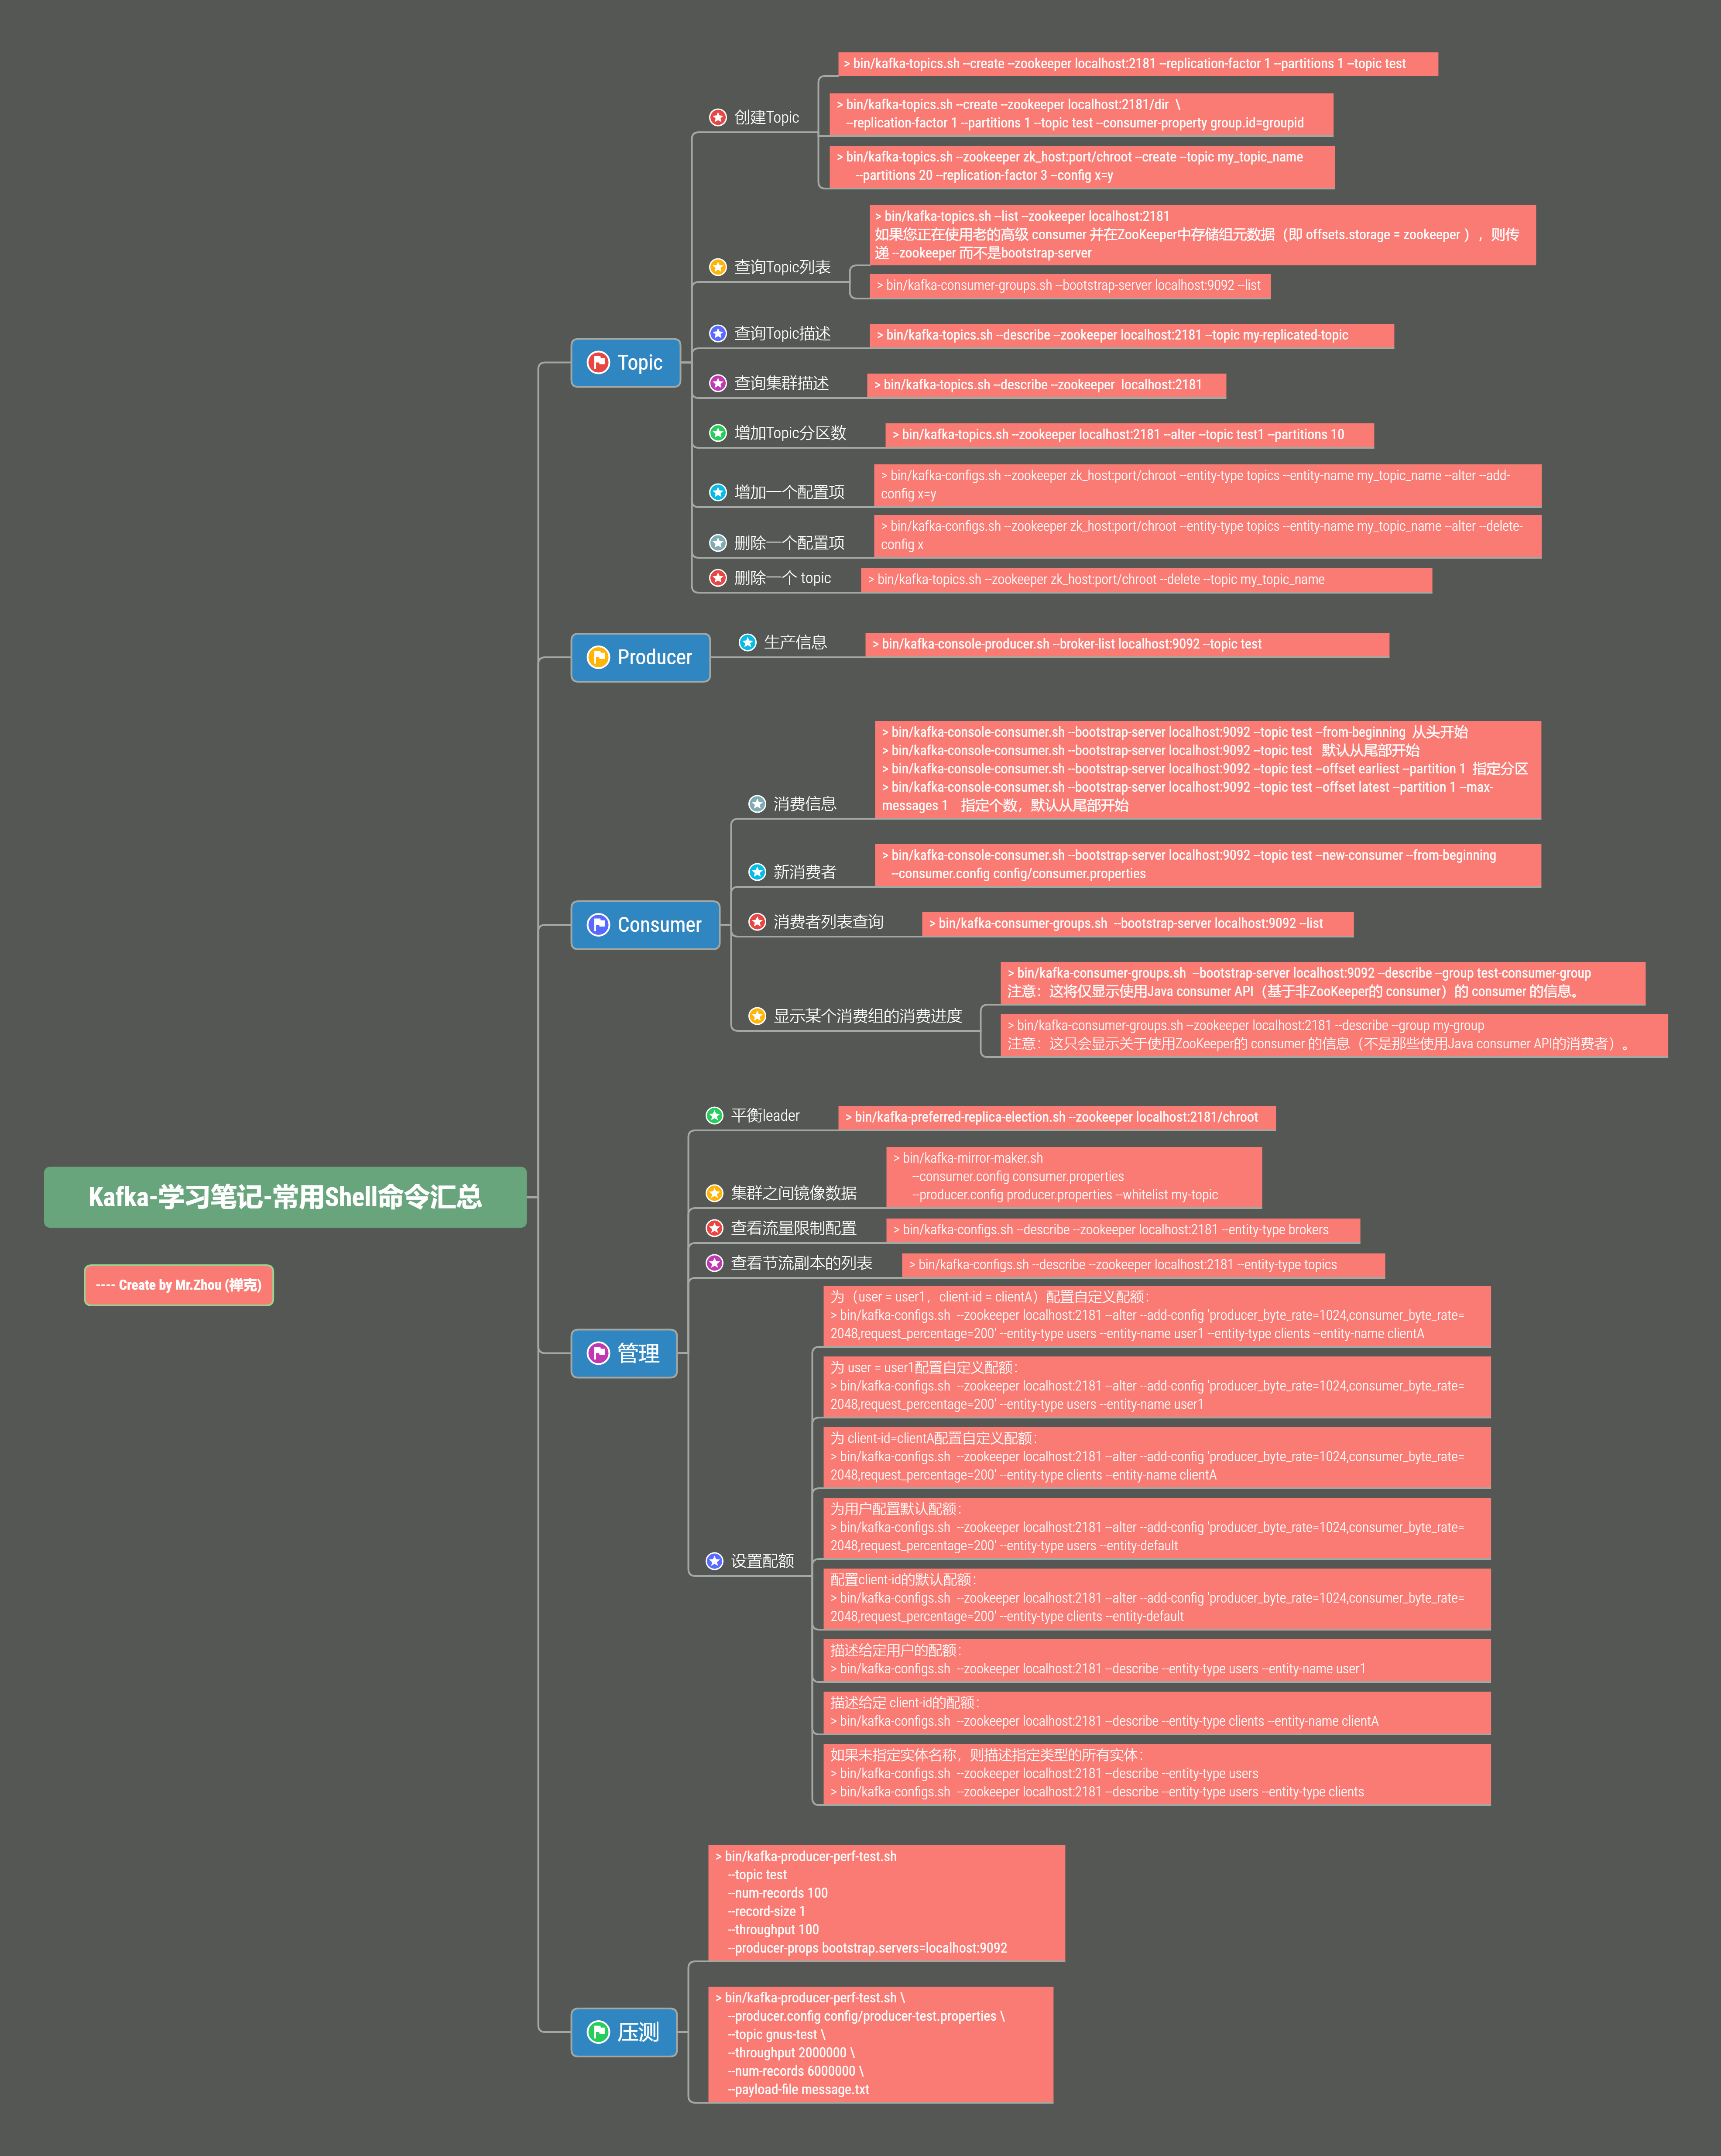 Kafka-学习笔记-常用Shell命令汇总
---- Create by Mr.Zhou (禅克)
Topic
创建Topic
> bin/kafka-topics.sh --create --zookeeper localhost:2181 --replication-factor 1 --partitions 1 --topic test
> bin/kafka-topics.sh --create --zookeeper localhost:2181/dir \
--replication-factor 1 --partitions 1 --topic test --consumer-property group.id=groupid
> bin/kafka-topics.sh --zookeeper zk_host:port/chroot --create --topic my_topic_name
--partitions 20 --replication-factor 3 --config x=y
查询Topic列表
> bin/kafka-topics.sh --list --zookeeper localhost:2181
如果您正在使用老的高级 consumer 并在ZooKeeper中存储组元数据（即 offsets.storage = zookeeper ），则传
递 --zookeeper 而不是bootstrap-server
> bin/kafka-consumer-groups.sh --bootstrap-server localhost:9092 --list
查询Topic描述
> bin/kafka-topics.sh --describe --zookeeper localhost:2181 --topic my-replicated-topic
查询集群描述
> bin/kafka-topics.sh --describe --zookeeper localhost:2181
增加Topic分区数
> bin/kafka-topics.sh --zookeeper localhost:2181 --alter --topic test1 --partitions 10
增加一个配置项
> bin/kafka-configs.sh --zookeeper zk_host:port/chroot --entity-type topics --entity-name my_topic_name --alter --add-
config x=y
删除一个配置项
> bin/kafka-configs.sh --zookeeper zk_host:port/chroot --entity-type topics --entity-name my_topic_name --alter --delete-
config x
删除一个 topic
> bin/kafka-topics.sh --zookeeper zk_host:port/chroot --delete --topic my_topic_name
Producer
生产信息
> bin/kafka-console-producer.sh --broker-list localhost:9092 --topic test
Consumer
消费信息
> bin/kafka-console-consumer.sh --bootstrap-server localhost:9092 --topic test --from-beginning 从头开始
> bin/kafka-console-consumer.sh --bootstrap-server localhost:9092 --topic test 默认从尾部开始
> bin/kafka-console-consumer.sh --bootstrap-server localhost:9092 --topic test --offset earliest --partition 1 指定分区
> bin/kafka-console-consumer.sh --bootstrap-server localhost:9092 --topic test --offset latest --partition 1 --max-
messages 1 指定个数，默认从尾部开始
新消费者
> bin/kafka-console-consumer.sh --bootstrap-server localhost:9092 --topic test --new-consumer --from-beginning
--consumer.config config/consumer.properties
消费者列表查询
> bin/kafka-consumer-groups.sh --bootstrap-server localhost:9092 --list
显示某个消费组的消费进度
> bin/kafka-consumer-groups.sh --bootstrap-server localhost:9092 --describe --group test-consumer-group
注意：这将仅显示使用Java consumer API（基于非ZooKeeper的 consumer）的 consumer 的信息。
> bin/kafka-consumer-groups.sh --zookeeper localhost:2181 --describe --group my-group
注意：这只会显示关于使用ZooKeeper的 consumer 的信息（不是那些使用Java consumer API的消费者）。
管理
平衡leader
> bin/kafka-preferred-replica-election.sh --zookeeper localhost:2181/chroot
集群之间镜像数据
> bin/kafka-mirror-maker.sh
--consumer.config consumer.properties
--producer.config producer.properties --whitelist my-topic
查看流量限制配置
> bin/kafka-configs.sh --describe --zookeeper localhost:2181 --entity-type brokers
查看节流副本的列表
> bin/kafka-configs.sh --describe --zookeeper localhost:2181 --entity-type topics
设置配额
为（user = user1，client-id = clientA）配置自定义配额：
> bin/kafka-configs.sh --zookeeper localhost:2181 --alter --add-config 'producer_byte_rate=1024,consumer_byte_rate=
2048,request_percentage=200' --entity-type users --entity-name user1 --entity-type clients --entity-name clientA
为 user = user1配置自定义配额：
> bin/kafka-configs.sh --zookeeper localhost:2181 --alter --add-config 'producer_byte_rate=1024,consumer_byte_rate=
2048,request_percentage=200' --entity-type users --entity-name user1
为 client-id=clientA配置自定义配额：
> bin/kafka-configs.sh --zookeeper localhost:2181 --alter --add-config 'producer_byte_rate=1024,consumer_byte_rate=
2048,request_percentage=200' --entity-type clients --entity-name clientA
为用户配置默认配额：
> bin/kafka-configs.sh --zookeeper localhost:2181 --alter --add-config 'producer_byte_rate=1024,consumer_byte_rate=
2048,request_percentage=200' --entity-type users --entity-default
配置client-id的默认配额：
> bin/kafka-configs.sh --zookeeper localhost:2181 --alter --add-config 'producer_byte_rate=1024,consumer_byte_rate=
2048,request_percentage=200' --entity-type clients --entity-default
描述给定用户的配额：
> bin/kafka-configs.sh --zookeeper localhost:2181 --describe --entity-type users --entity-name user1
描述给定 client-id的配额：
> bin/kafka-configs.sh --zookeeper localhost:2181 --describe --entity-type clients --entity-name clientA
如果未指定实体名称，则描述指定类型的所有实体：
> bin/kafka-configs.sh --zookeeper localhost:2181 --describe --entity-type users
> bin/kafka-configs.sh --zookeeper localhost:2181 --describe --entity-type users --entity-type clients
压测
> bin/kafka-producer-perf-test.sh
--topic test
--num-records 100
--record-size 1
--throughput 100
--producer-props bootstrap.servers=localhost:9092
> bin/kafka-producer-perf-test.sh \
--producer.config config/producer-test.properties \
--topic gnus-test \
--throughput 2000000 \
--num-records 6000000 \
--payload-file message.txt